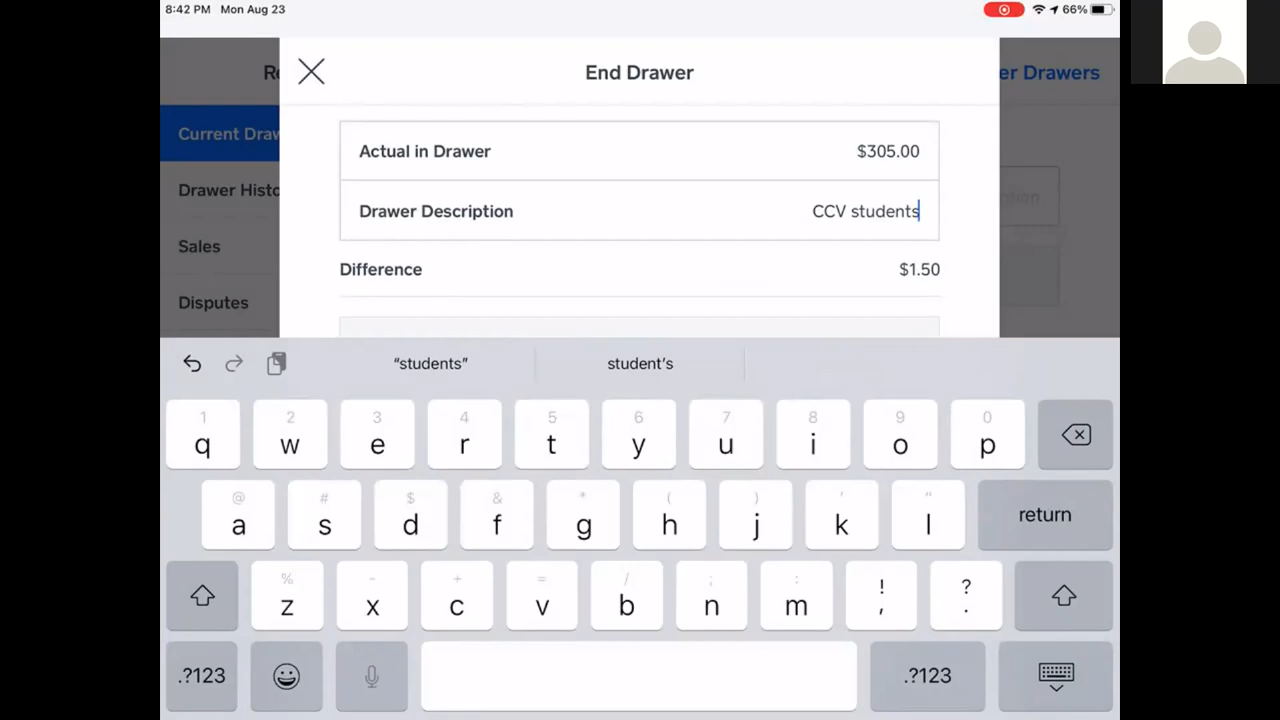 8:42 PM Mon Aug 23 66%
Re End Drawer er Drawers
Current Draw
Actual in Drawer $305.00
Drawer Histo
Drawer Description CCV students
Sales
Difference $1.50
Disputes
“students” student's
1 2 3 4 5 6 7 8 9 0
q w e r t y u i o p
@ # $ & * ( ) ' "
a s d f g h j k l return
% - + = / ; : ! ?
z x c v b n m , .
.?123 .?123